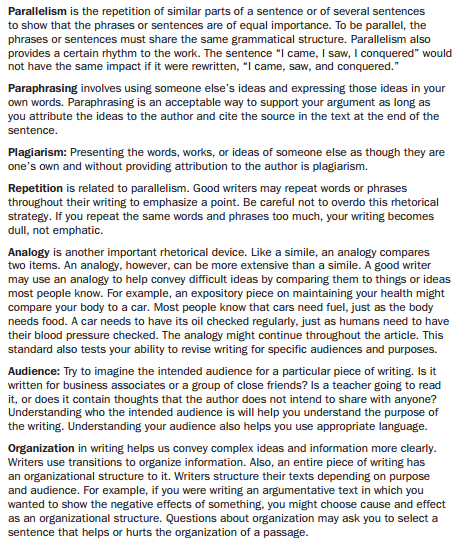 Parallelism is the repetition of similar parts of a sentence or of several sentences
to show that the phrases or sentences are of equal importance. To be parallel, the
phrases or sentences must share the same grammatical structure. Parallelism also
provides a certain rhythm to the work. The sentence “I came, I saw, I conquered” would
not have the same impact if it were rewritten, “I came, saw, and conquered.”
Paraphrasing involves using someone else’s ideas and expressing those ideas in your
own words. Paraphrasing is an acceptable way to support your argument as long as
you attribute the ideas to the author and cite the source in the text at the end of the
sentence.
Plagiarism: Presenting the words, works, or ideas of someone else as though they are
one’s own and without providing attribution to the author is plagiarism.
Repetition is related to parallelism. Good writers may repeat words or phrases
throughout their writing to emphasize a point. Be careful not to overdo this rhetorical
strategy. If you repeat the same words and phrases too much, your writing becomes
dull, not emphatic.
Analogy is another important rhetorical device. Like a simile, an analogy compares
two items. An analogy, however, can be more extensive than a simile. A good writer
may use an analogy to help convey difficult ideas by comparing them to things or ideas
most people know. For example, an expository piece on maintaining your health might
compare your body to a car. Most people know that cars need fuel, just as the body
needs food. A car needs to have its oil checked regularly, just as humans need to have
their blood pressure checked. The analogy might continue throughout the article. This
standard also tests your ability to revise writing for specific audiences and purposes.
Audience: Try to imagine the intended audience for a particular piece of writing. Is it
written for business associates or a group of close friends? Is a teacher going to read
it, or does it contain thoughts that the author does not intend to share with anyone?
Understanding who the intended audience is will help you understand the purpose of
the writing. Understanding your audience also helps you use appropriate language.
Organization in writing helps us convey complex ideas and information more clearly.
Writers use transitions to organize information. Also, an entire piece of writing has
an organizational structure to it. Writers structure their texts depending on purpose
and audience. For example, if you were writing an argumentative text in which you
wanted to show the negative effects of something, you might choose cause and effect
as an organizational structure. Questions about organization may ask you to select a
sentence that helps or hurts the organization of a passage.